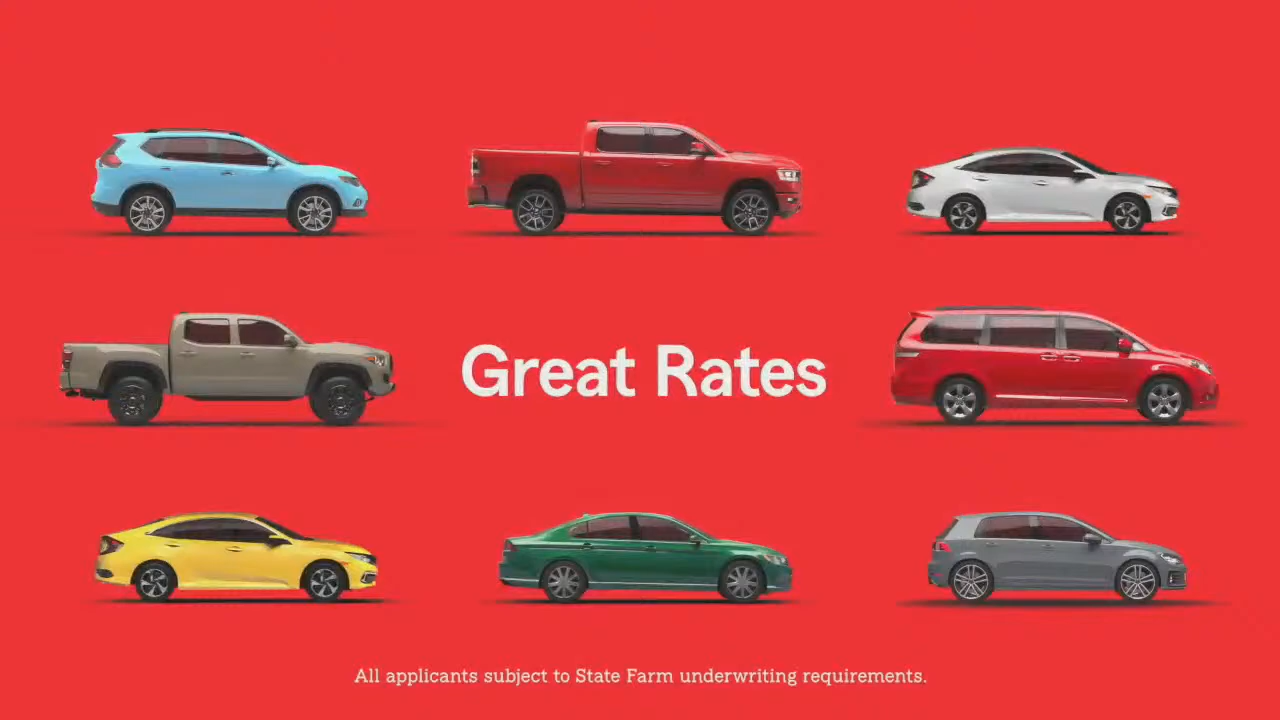 Great Rates
All applicants subject to State Farm underwriting requirements.